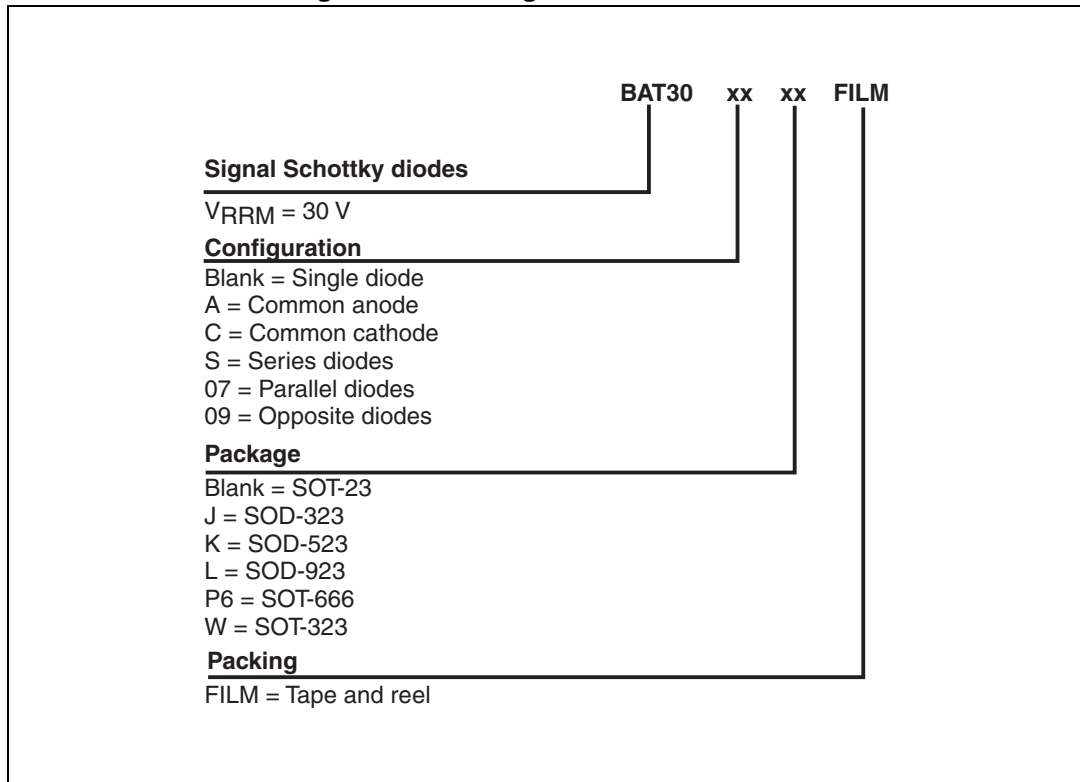 BAT30 xx xx FILM
Signal Schottky diodes
VRRM = 30 V
Configuration
Blank = Single diode
A = Common anode
C = Common cathode
S = Series diodes
07 = Parallel diodes
09 = Opposite diodes
Package
Blank = SOT-23
J = SOD-323
K = SOD-523
L = SOD-923
P6 = SOT-666
W = SOT-323
Packing
FILM = Tape and reel